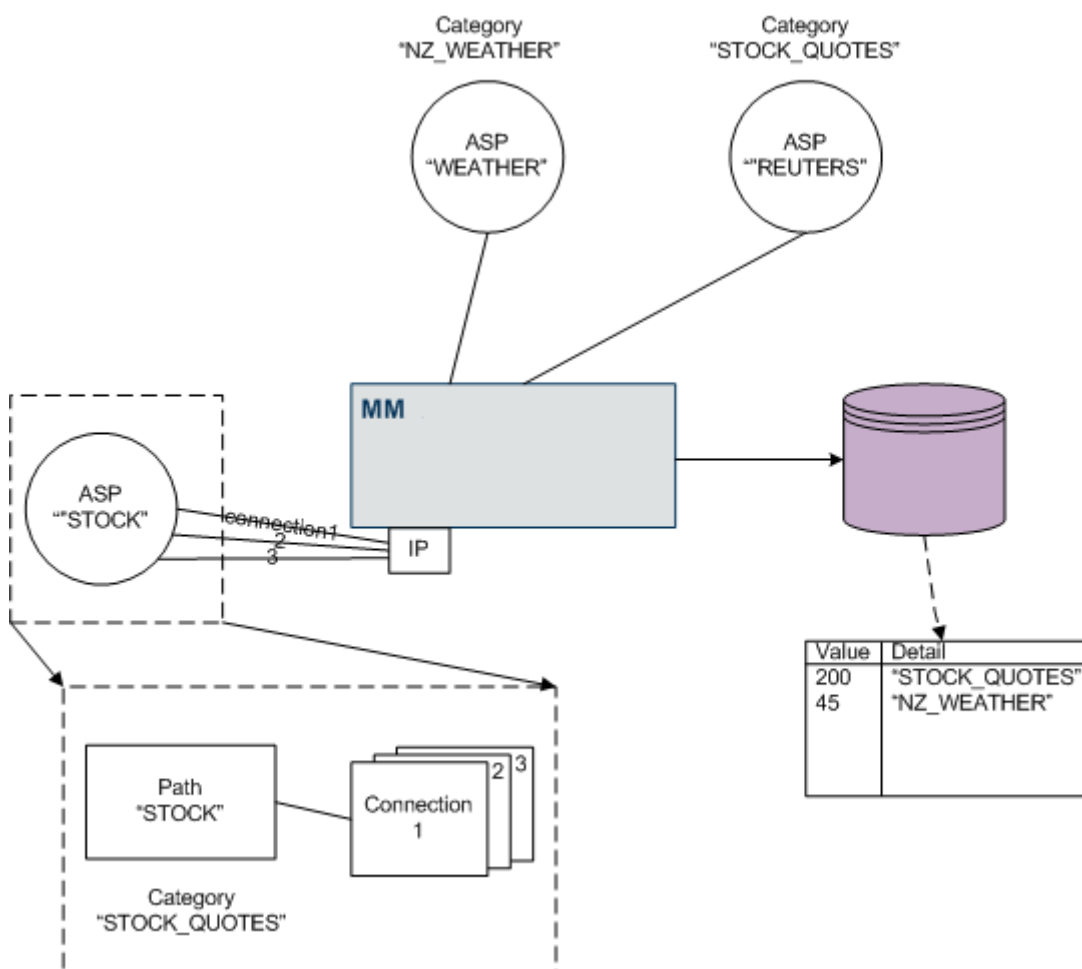 Category
“NZ_WEATHER”
Category
"STOCK_QUOTES”
ASP
“WEATHER”
ASP
“”REUTERS”
MM
ASP
“”STOCK”
connection1
2
3
IP
Value Detail
200 “STOCK_QUOTES”
45 “NZ_WEATHER”
Path
“STOCK”
Connection
1
2
3
Category
“STOCK_QUOTES”